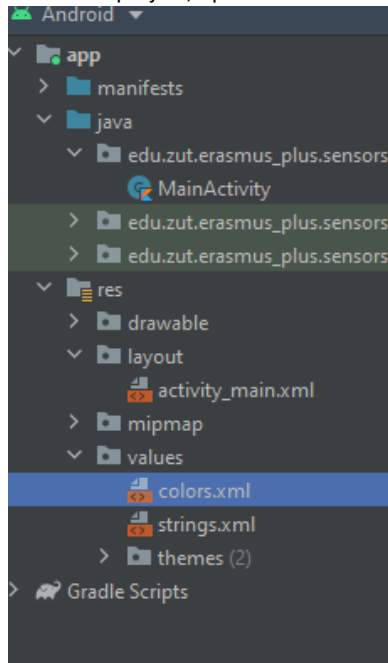 Android
app
manifests
java
edu.zut.erasmus_plus.sensors
MainActivity
edu.zut.erasmus_plus.sensors
edu.zut.erasmus_plus.sensors
res
drawable
layout
activity_main.xml
mipmap
values
colors.xml
strings.xml
themes (2)
Gradle Scripts